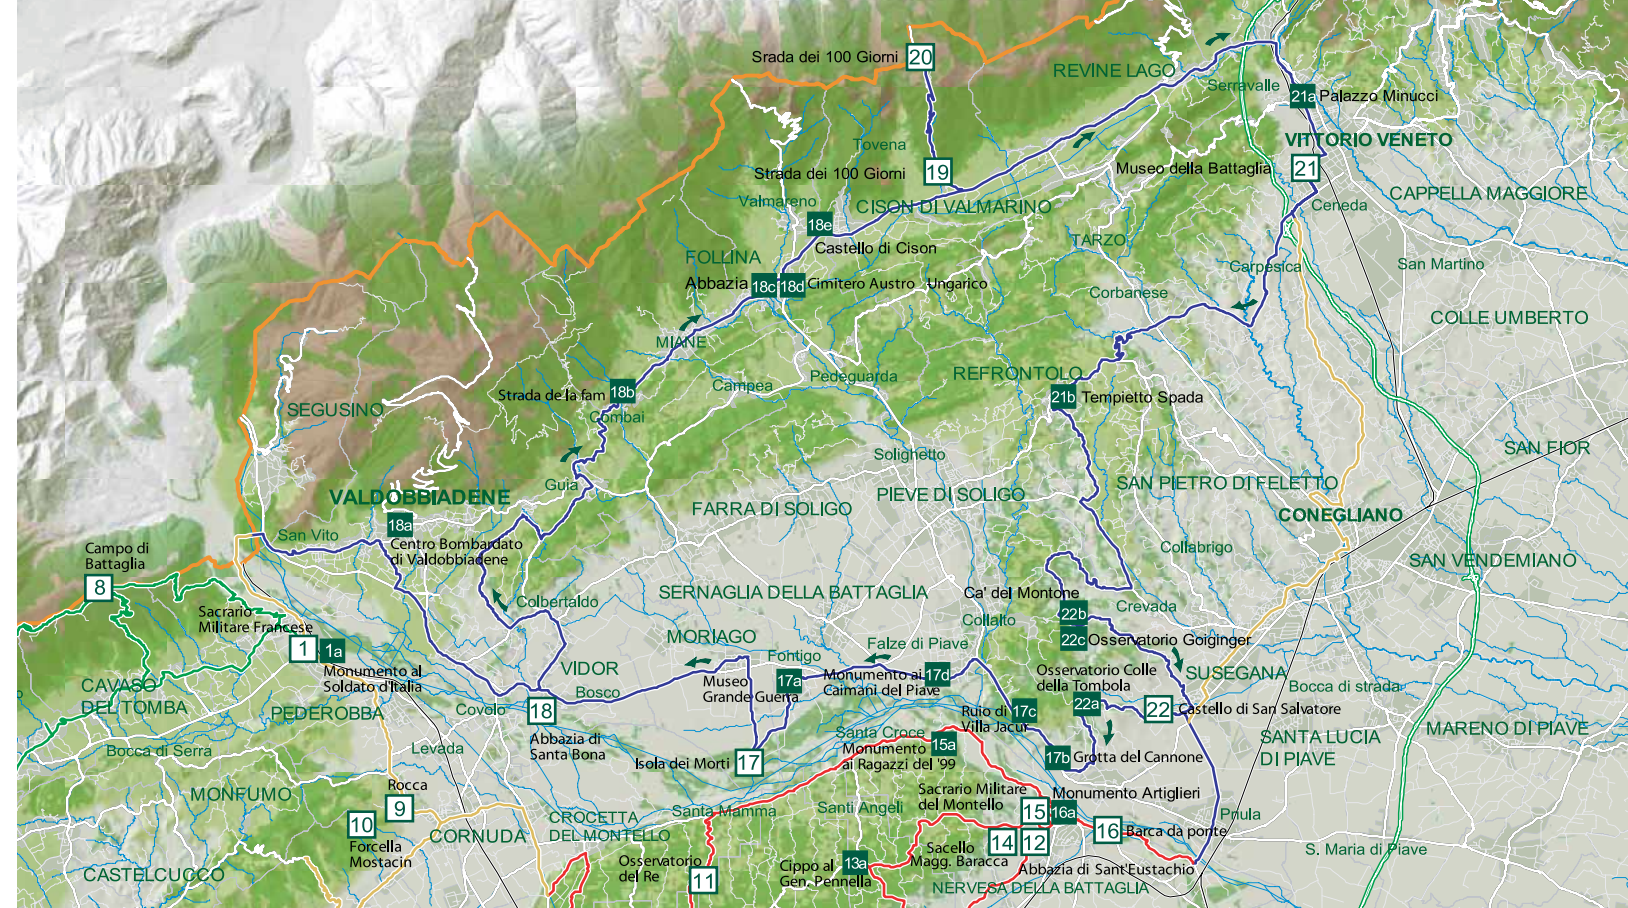 Srada dei 100 Giorni
20
REVINE LAGO
Serravalle
21a
Palazzo Minucci
VITTORIO VENETO
Tovena
Strada dei 100 Giorni
19
Museo della Battaglia
21
CAPPELLA MAGGIORE
Valmareno
CISON DI VALMARINO
Ceneda
18e
Castello di Cison
TARZO
FOLLINA
Carpesica
San Martino
Abbazia
18c
18d
Cimitero Austro
Ungarico
Corbanese
COLLE UMBERTO
MIANE
Campea
Pedeguarda
REFRONTOLO
Strada de la fam
18b
21b
Tempietto Spada
SEGUSINO
Combai
Solighetto
SAN FIOR
Guia
VALDOBBIADENE
PIEVE DI SOLIGO
SAN PIETRO DI FELETTO
FARRA DI SOLIGO
CONEGLIANO
18a
San Vito
Centro Bombardato
di Valdobbiadene
Collabrigo
SAN VENDEMIANO
Campo di
Battaglia
8
Colbertaldo
SERNAGLIA DELLA BATTAGLIA
Ca' del Montone
22b
Crevada
Sacrario
Militare Francese
Collalto
22c
Osservatorio Goiginger
1
1a
MORIAGO
Falze di Piave
Fontigo
Monumento al
Soldato d'Italia
VIDOR
Museo
Grande Guerra
17a
Monumento ai
Caimani del Piave
17d
Osservatorio Colle
della Tombola
22a
SUSEGANA
Bocca di strada
CAVASO
DEL TOMBA
Bosco
PEDEROBBA
Covolo
18
Ruio di
Villa Jacur
17c
22
Castello di San Salvatore
MARENO DI PIAVE
Abbazia di
Santa Bona
Santa Croce
SANTA LUCIA
DI PIAVE
Bocca di Serra
Levada
Isola dei Morti
17
Monumento
ai Ragazzi del '99
15a
17b
Grotta del Cannone
MONFUMO
Rocca
9
Sacrario Militare
del Montello
Monumento Artiglieri
10
Forcella
Mostacin
CORNUDA
CROCETTA
DEL MONTELLO
Santa Mamma
Santi Angeli
15
16a
16
Barca da ponte
Priula
14
12
Sacello
Magg. Baracca
S. Maria di Piave
CASTELCUCCO
Osservatorio
del Re
11
Cippo al
Gen. Pennella
13a
Abbazia di Sant'Eustachio
NERVESA DELLA BATTAGLIA